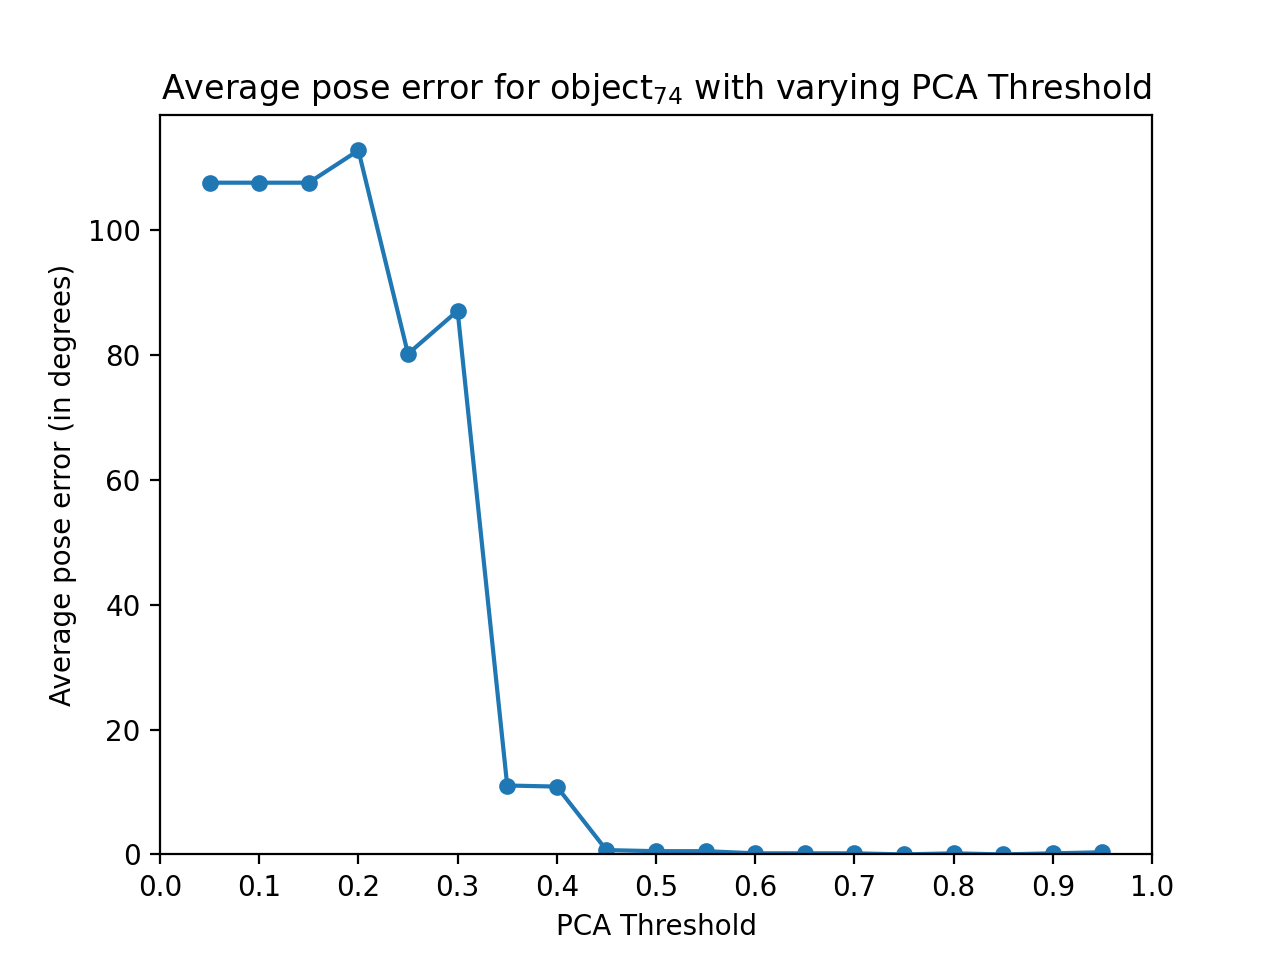 Average pose error for object₇₄ with varying PCA Threshold
Average pose error (in degrees)
100
80
60
40
20
0
0.0 0.1 0.2 0.3 0.4 0.5 0.6 0.7 0.8 0.9 1.0
PCA Threshold